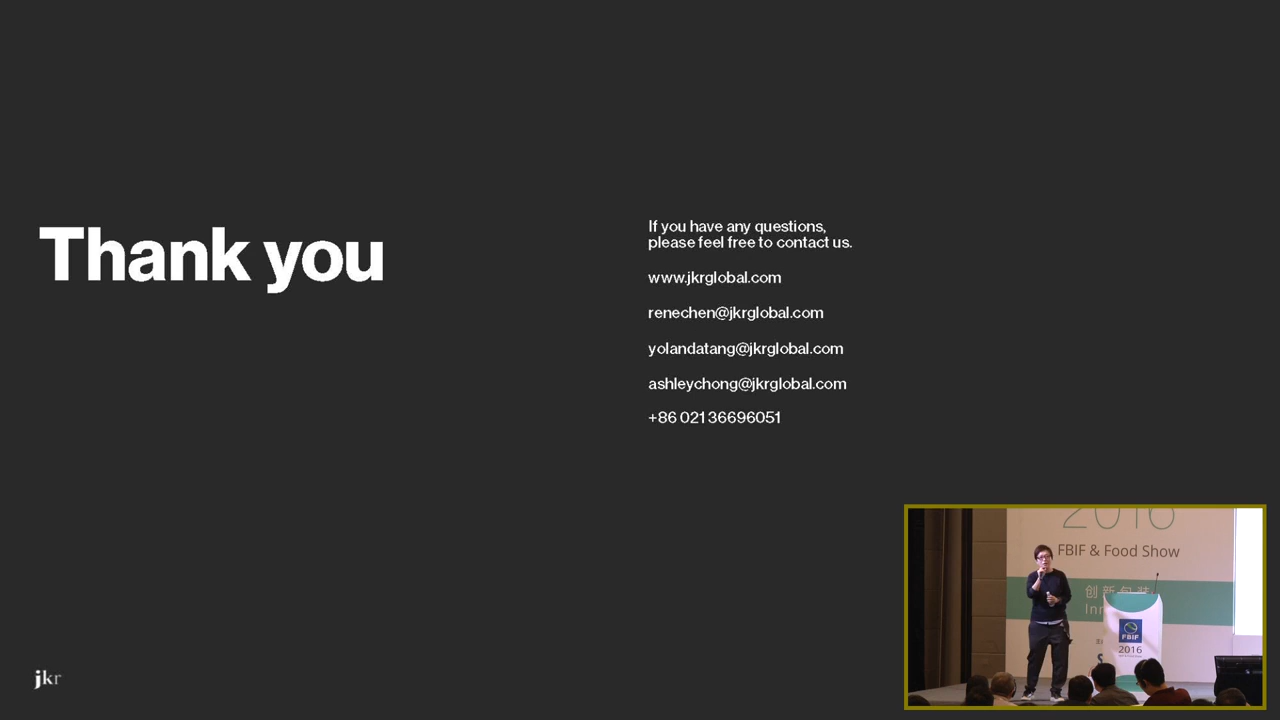 Thank you
If you have any questions,
please feel free to contact us.
www.jkrglobal.com
renechen@jkrglobal.com
yolandatang@jkrglobal.com
ashleychong@jkrglobal.com
+86 021 36696051
jkr
2016
FBIF & Food Show
创新包装
Inn
FBIF
2016